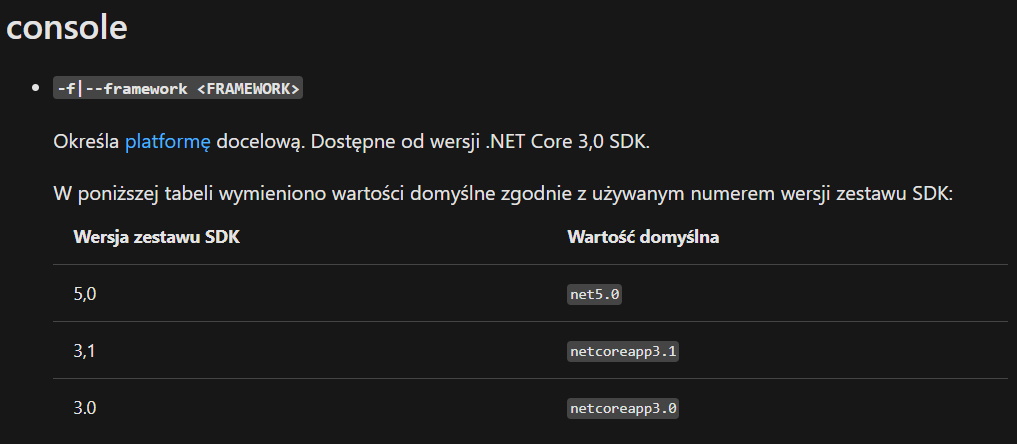 console
-f|--framework <FRAMEWORK>
Określa platformę docelową. Dostępne od wersji .NET Core 3,0 SDK.
W poniższej tabeli wymieniono wartości domyślne zgodnie z używanym numerem wersji zestawu SDK:
Wersja zestawu SDK Wartość domyślna
5,0 net5.0
3,1 netcoreapp3.1
3.0 netcoreapp3.0